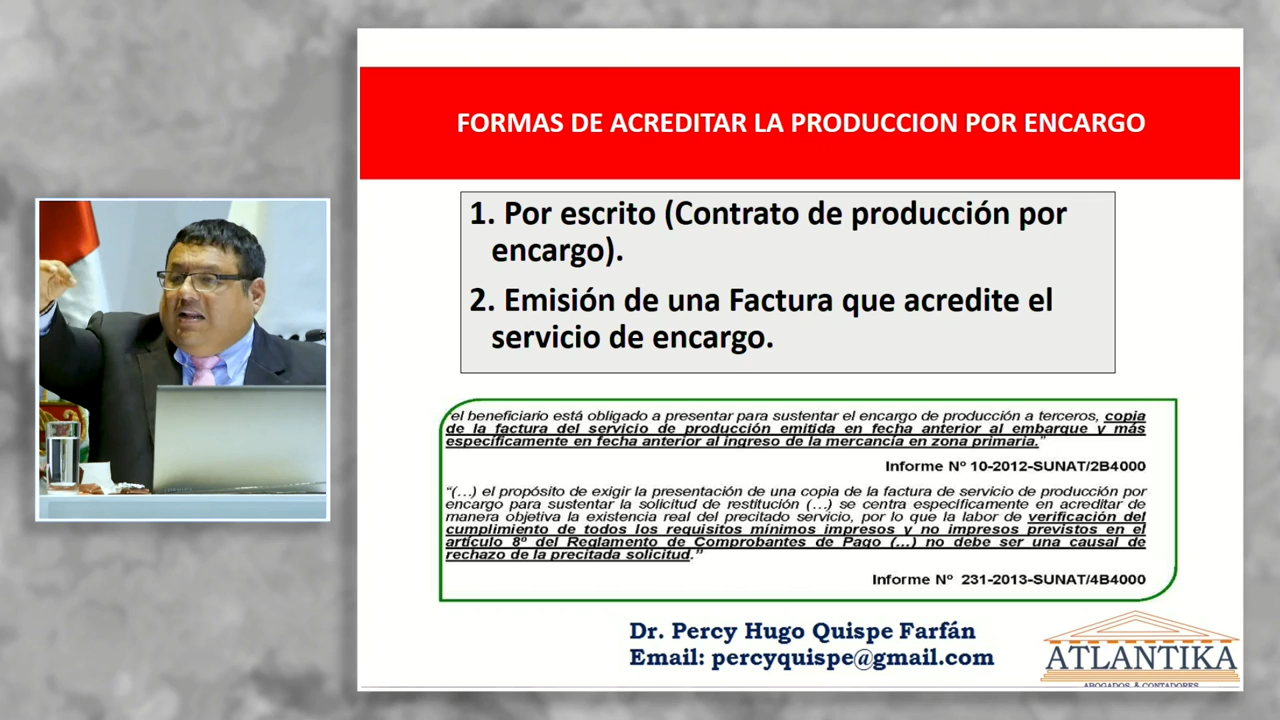 FORMAS DE ACREDITAR LA PRODUCCION POR ENCARGO
1. Por escrito (Contrato de producción por
encargo).
2. Emisión de una Factura que acredite el
servicio de encargo.
"el beneficiario está obligado a presentar para sustentar el encargo de producción a terceros, copia
de la factura del servicio de producción emitida en fecha anterior al embarque y más
específicamente en fecha anterior al ingreso de la mercancía en zona primaria."
Informe Nº 10-2012-SUNAT/2B4000
"(…) el propósito de exigir la presentación de una copia de la factura de servicio de producción por
encargo para sustentar la solicitud de restitución (…) se centra específicamente en acreditar de
manera objetiva la existencia real del precitado servicio, por lo que la labor de verificación del
cumplimiento de todos los requisitos mínimos impresos y no impresos previstos en el
artículo 8º del Reglamento de Comprobantes de Pago (…) no debe ser una causal de
rechazo de la precitada solicitud."
Informe Nº 231-2013-SUNAT/4B4000
Dr. Percy Hugo Quispe Farfán
Email: percyquispe@gmail.com
ATLANTIKA
ABOGADOS & CONTADORES